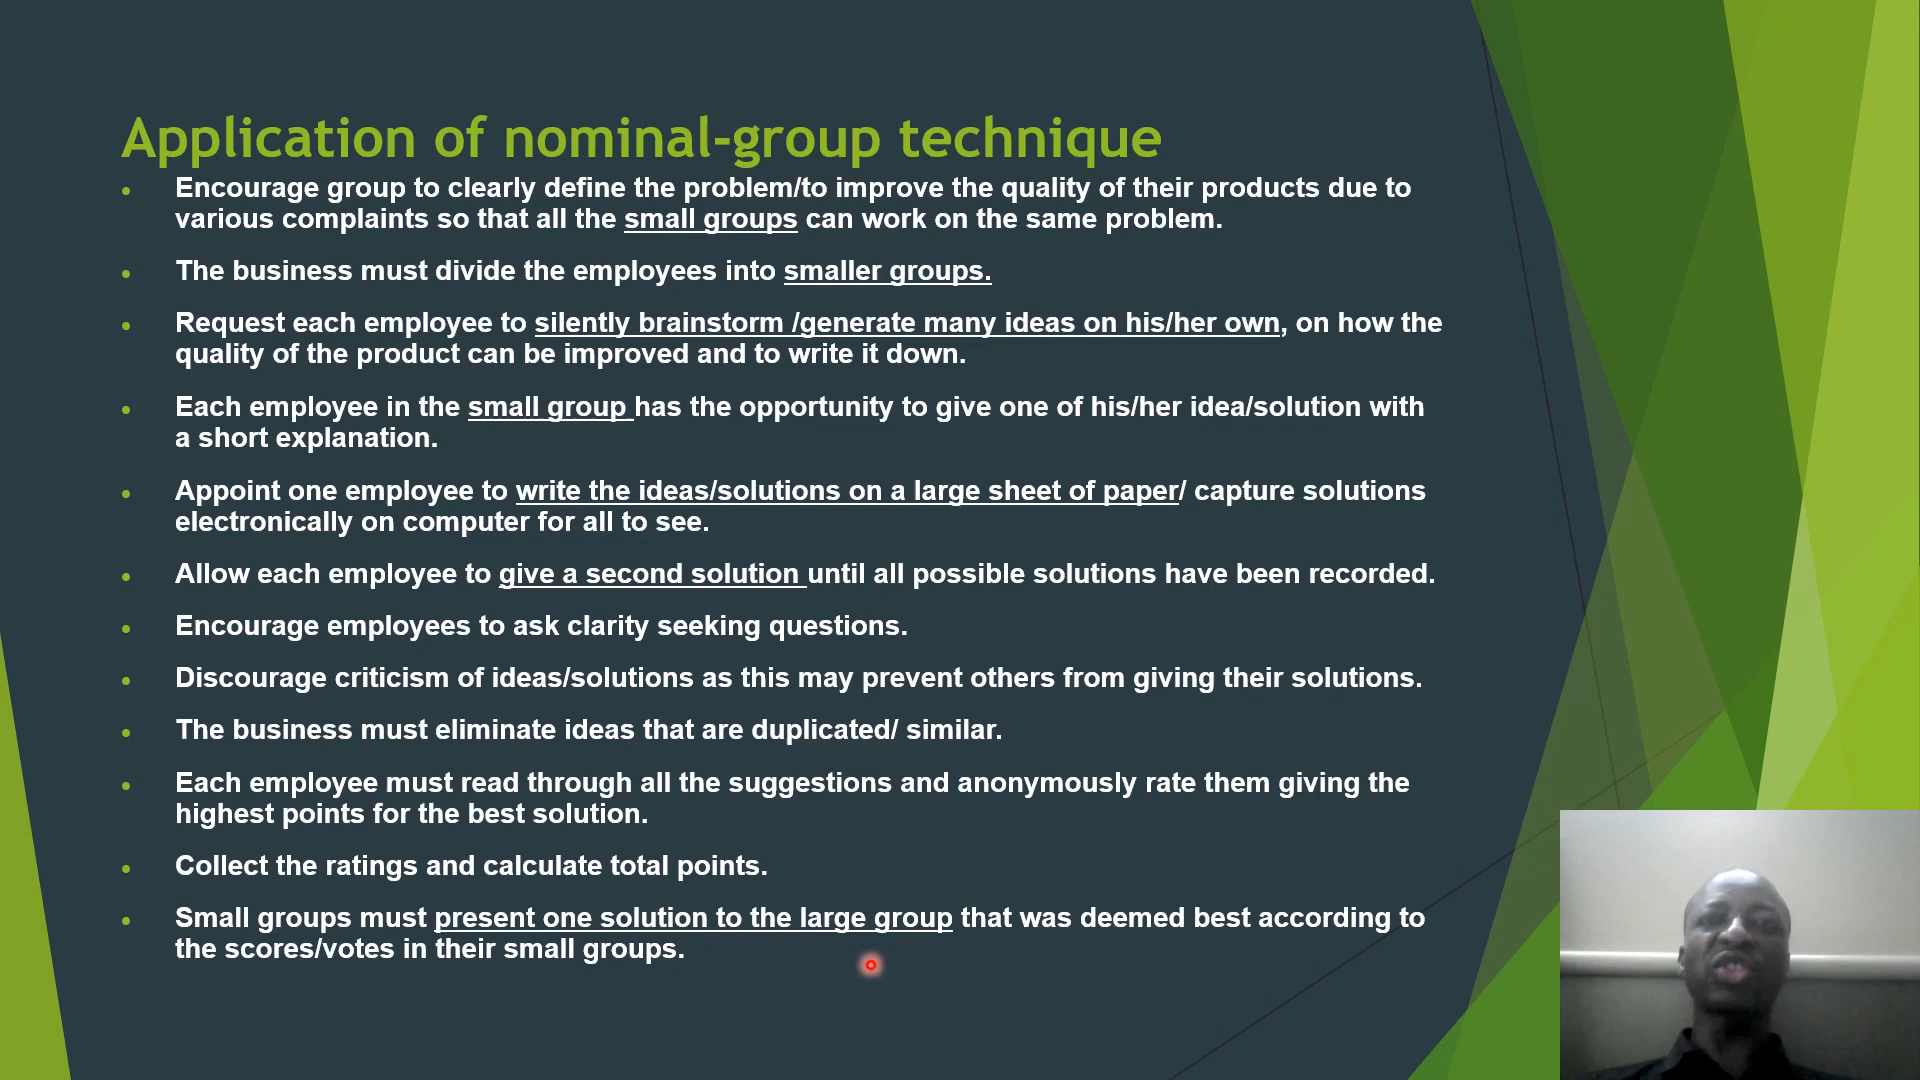 Application of nominal-group technique
Encourage group to clearly define the problem/to improve the quality of their products due to
various complaints so that all the small groups can work on the same problem.
The business must divide the employees into smaller groups.
Request each employee to silently brainstorm /generate many ideas on his/her own, on how the
quality of the product can be improved and to write it down.
Each employee in the small group has the opportunity to give one of his/her idea/solution with
a short explanation.
Appoint one employee to write the ideas/solutions on a large sheet of paper/ capture solutions
electronically on computer for all to see.
Allow each employee to give a second solution until all possible solutions have been recorded.
Encourage employees to ask clarity seeking questions.
Discourage criticism of ideas/solutions as this may prevent others from giving their solutions.
The business must eliminate ideas that are duplicated/ similar.
Each employee must read through all the suggestions and anonymously rate them giving the
highest points for the best solution.
Collect the ratings and calculate total points.
Small groups must present one solution to the large group that was deemed best according to
the scores/votes in their small groups.